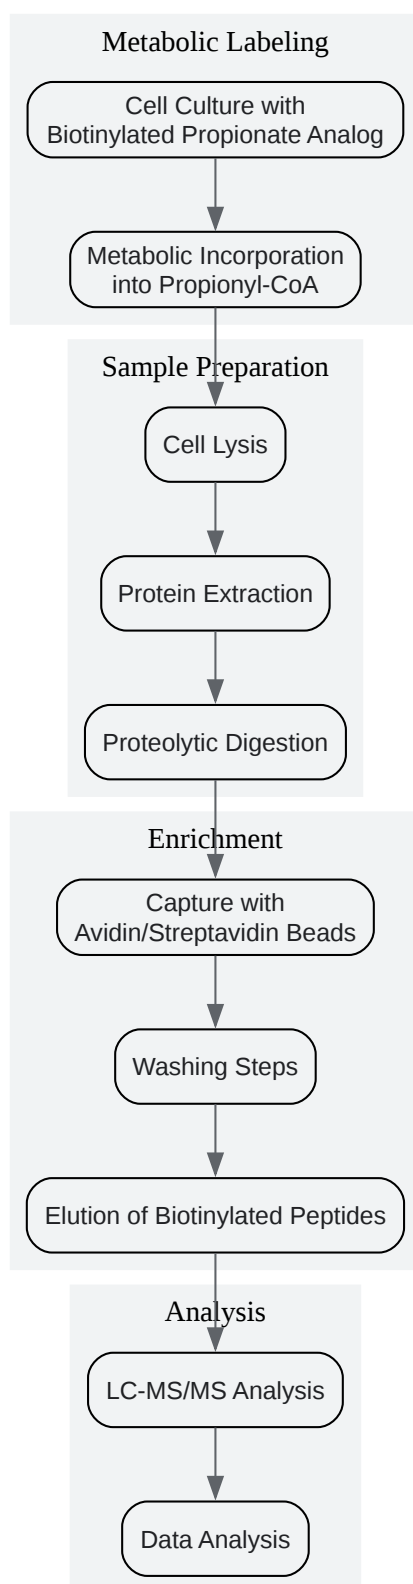 Metabolic Labeling
Cell Culture with
Biotinylated Propionate Analog
Metabolic Incorporation
into Propionyl-CoA
Sample Preparation
Cell Lysis
Protein Extraction
Proteolytic Digestion
Enrichment
Capture with
Avidin/Streptavidin Beads
Washing Steps
Elution of Biotinylated Peptides
Analysis
LC-MS/MS Analysis
Data Analysis